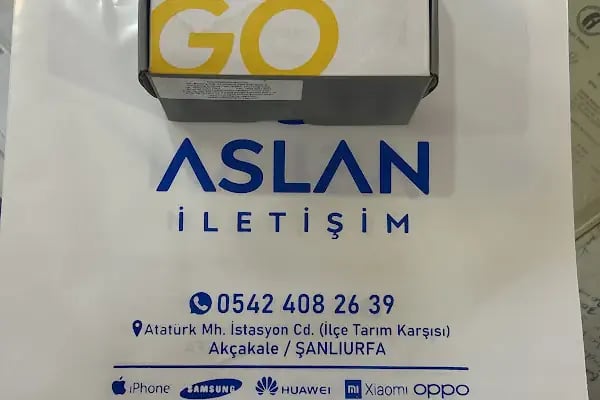 GO
ASLAN
İLETİŞİM
0542 408 26 39
Atatürk Mh. İstasyon Cd. (İlçe Tarım Karşısı)
Akçakale / ŞANLIURFA
iPhone SAMSUNG HUAWEI mi Xiaomi oppo